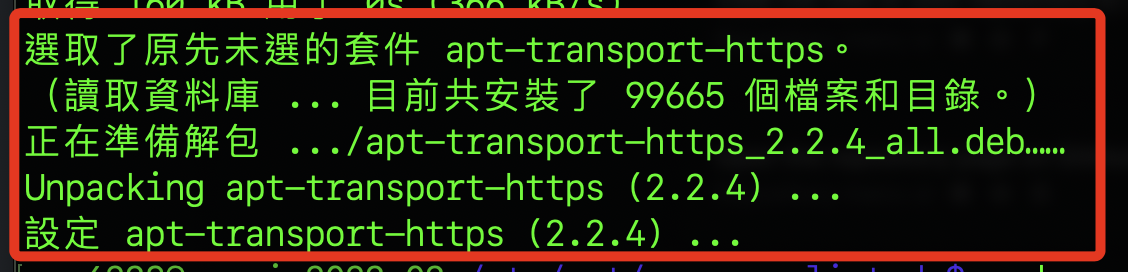 選取了原先未選的套件 apt-transport-https。
（讀取資料庫 ... 目前共安裝了 99665 個檔案和目錄。）
正在準備解包 .../apt-transport-https_2.2.4_all.deb……
Unpacking apt-transport-https (2.2.4) ...
設定 apt-transport-https (2.2.4) ...